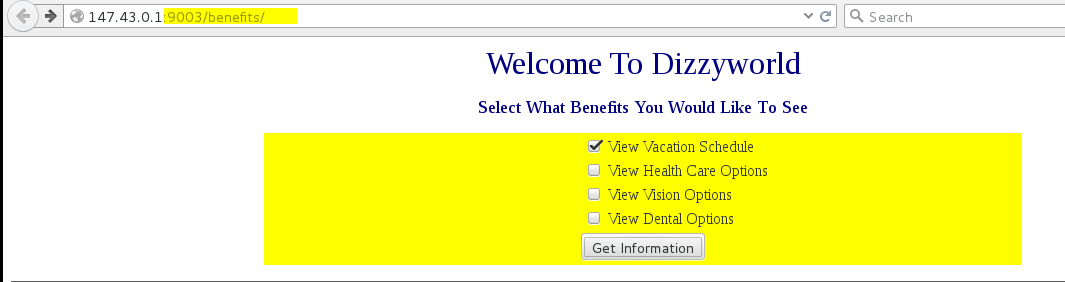 147.43.0.1:9003/benefits/ Search
Welcome To Dizzyworld
Select What Benefits You Would Like To See
View Vacation Schedule
View Health Care Options
View Vision Options
View Dental Options
Get Information